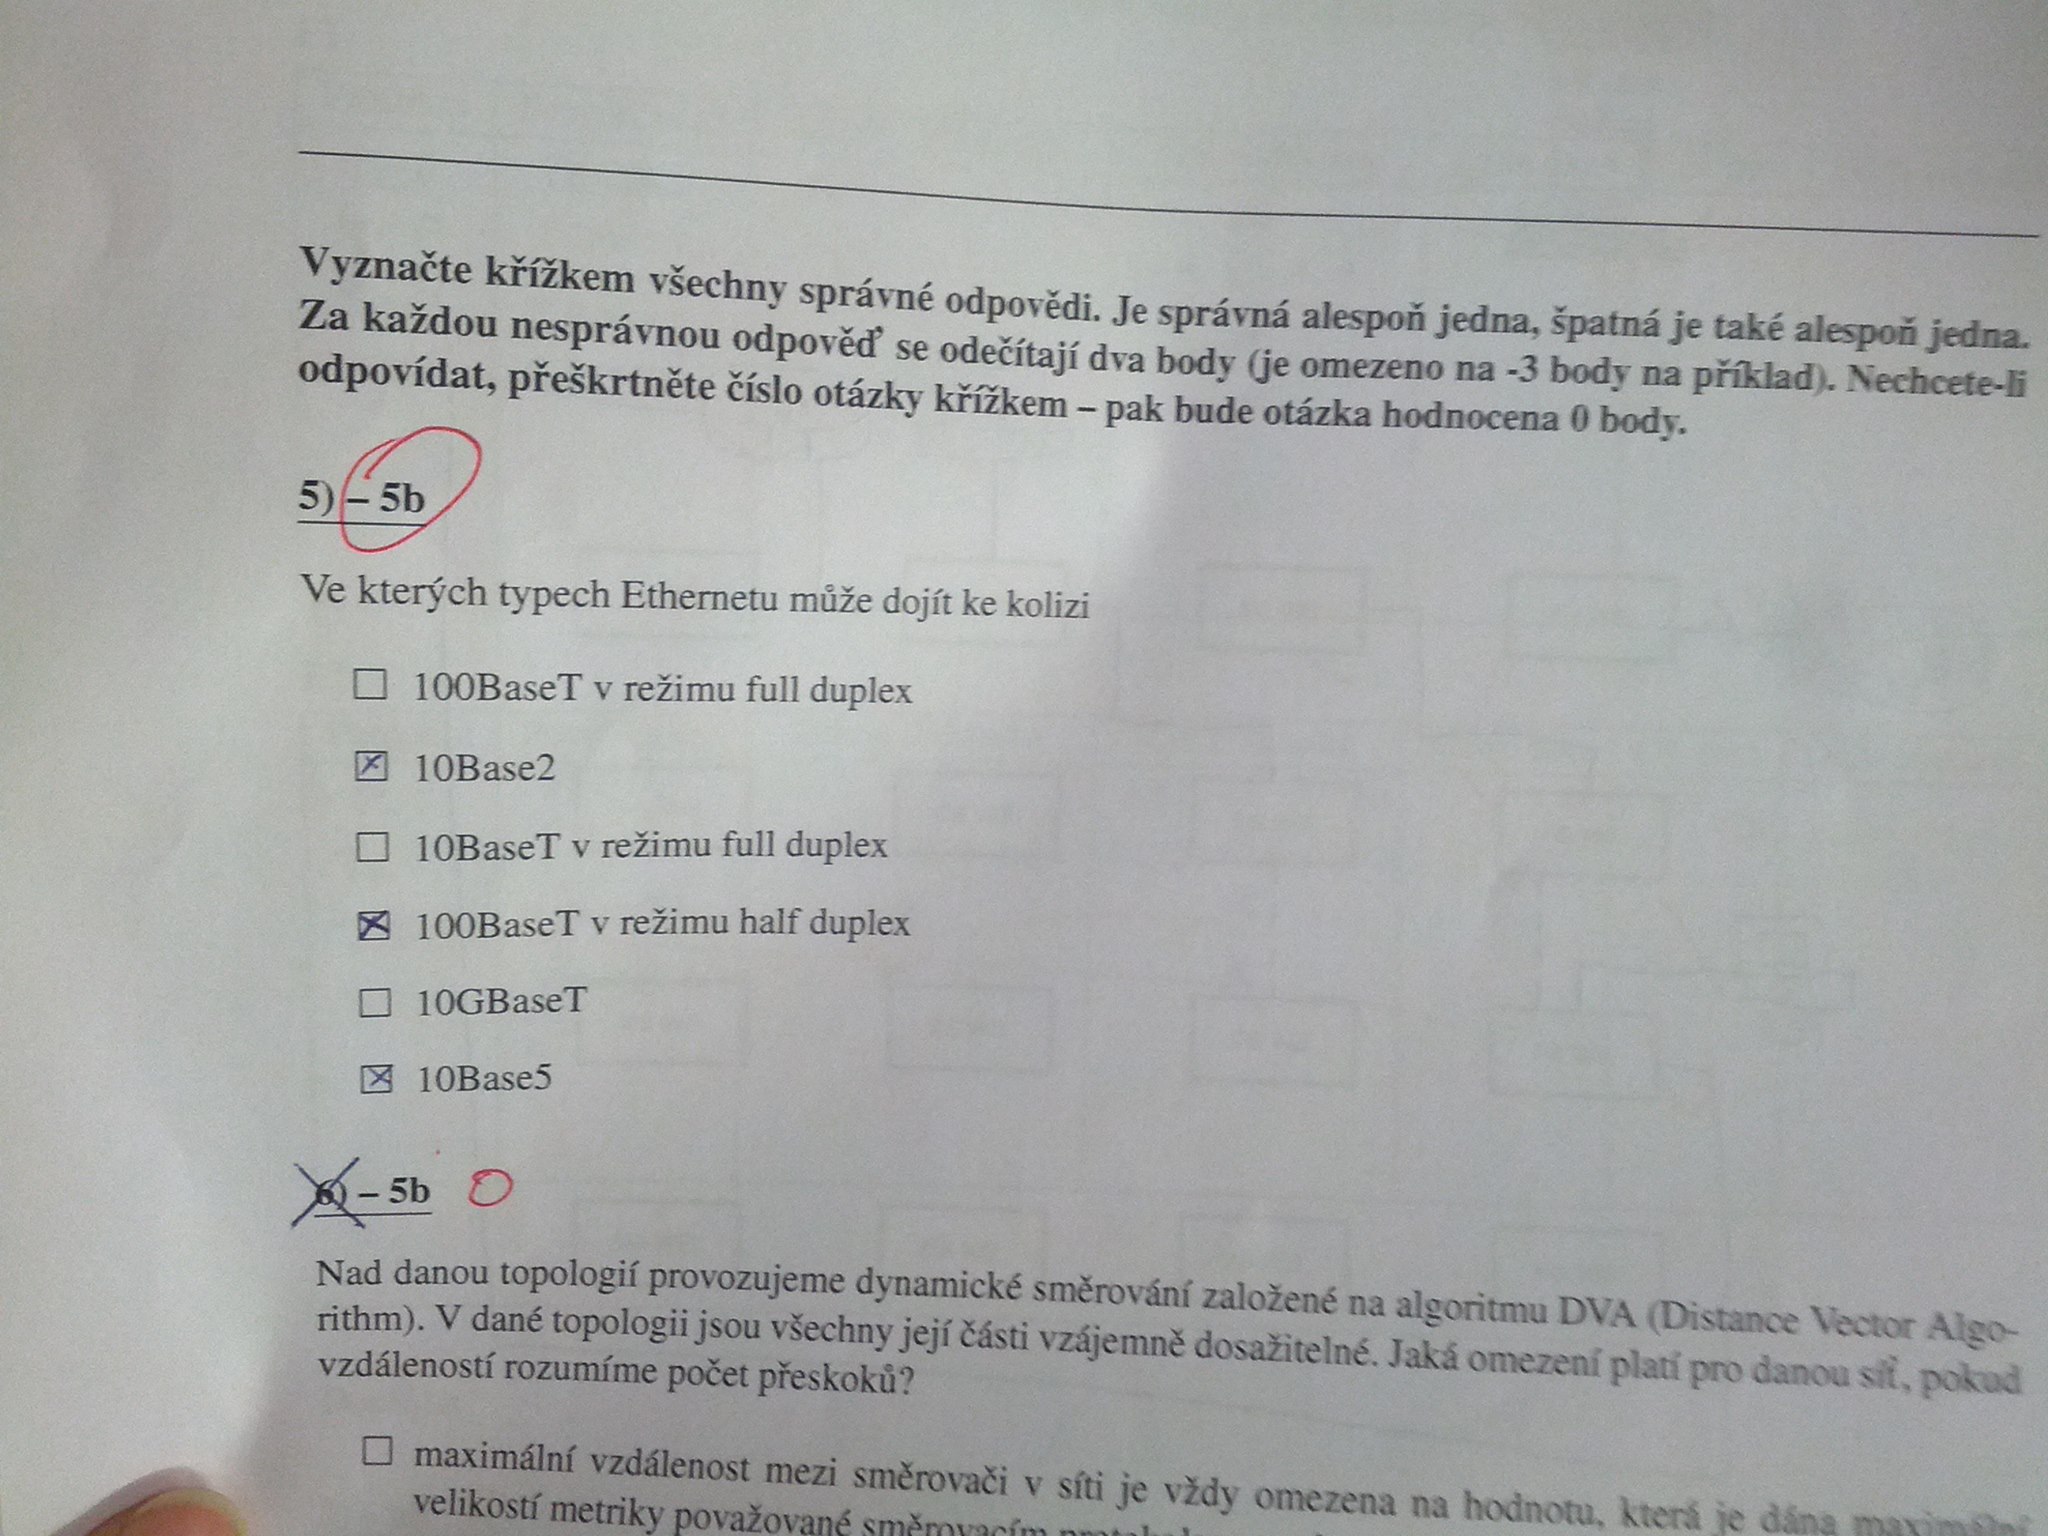 Vyznačte křížkem všechny správné odpovědi. Je správná alespoň jedna, špatná je také alespoň jedna.
Za každou nesprávnou odpověď se odečítají dva body (je omezeno na -3 body na příklad). Nechcete-li
odpovídat, přeškrtněte číslo otázky křížkem – pak bude otázka hodnocena 0 body.
5) – 5b
Ve kterých typech Ethernetu může dojít ke kolizi
100BaseT v režimu full duplex
10Base2
10BaseT v režimu full duplex
100BaseT v režimu half duplex
10GBaseT
10Base5
6) – 5b 0
Nad danou topologií provozujeme dynamické směrování založené na algoritmu DVA (Distance Vector Algo-
rithm). V dané topologii jsou všechny její části vzájemně dosažitelné. Jaká omezení platí pro danou síť, pokud
vzdáleností rozumíme počet přeskoků?
maximální vzdálenost mezi směrovači v síti je vždy omezena na hodnotu, která je dána maximální
velikostí metriky považované směrovacím